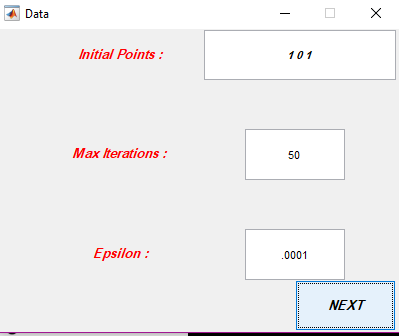 Data
Initial Points : 1 0 1
Max Iterations : 50
Epsilon : .0001
NEXT